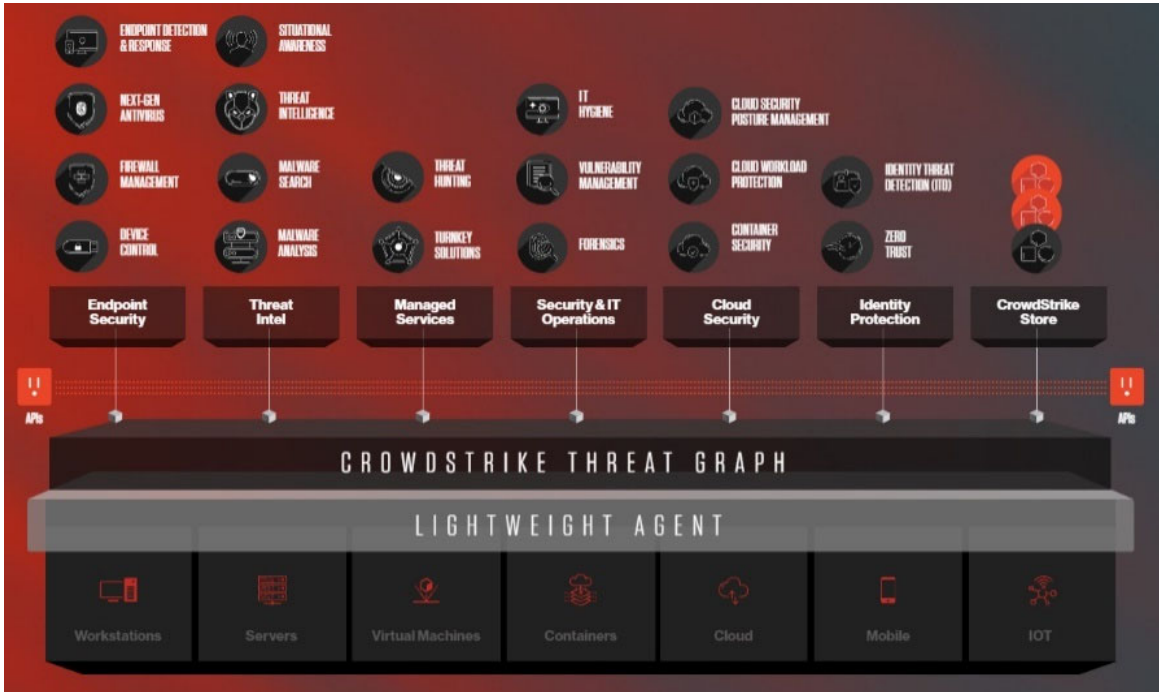 ENDPOINT DETECTION
& RESPONSE
NEXT-GEN
ANTIVIRUS
FIREWALL
MANAGEMENT
DEVICE
CONTROL
SITUATIONAL
AWARENESS
THREAT
INTELLIGENCE
MALWARE
SEARCH
MALWARE
ANALYSIS
THREAT
HUNTING
TURNKEY
SOLUTIONS
IT
HYGIENE
VULNERABILITY
MANAGEMENT
FORENSICS
CLOUD SECURITY
POSTURE MANAGEMENT
CLOUD WORKLOAD
PROTECTION
CONTAINER
SECURITY
IDENTITY THREAT
DETECTION (ITD)
ZERO
TRUST
Endpoint
Security
Threat
Intel
Managed
Services
Security & IT
Operations
Cloud
Security
Identity
Protection
CrowdStrike
Store
APIs
APIs
CROWDSTRIKE THREAT GRAPH
LIGHTWEIGHT AGENT
Workstations
Servers
Virtual Machines
Containers
Cloud
Mobile
IOT